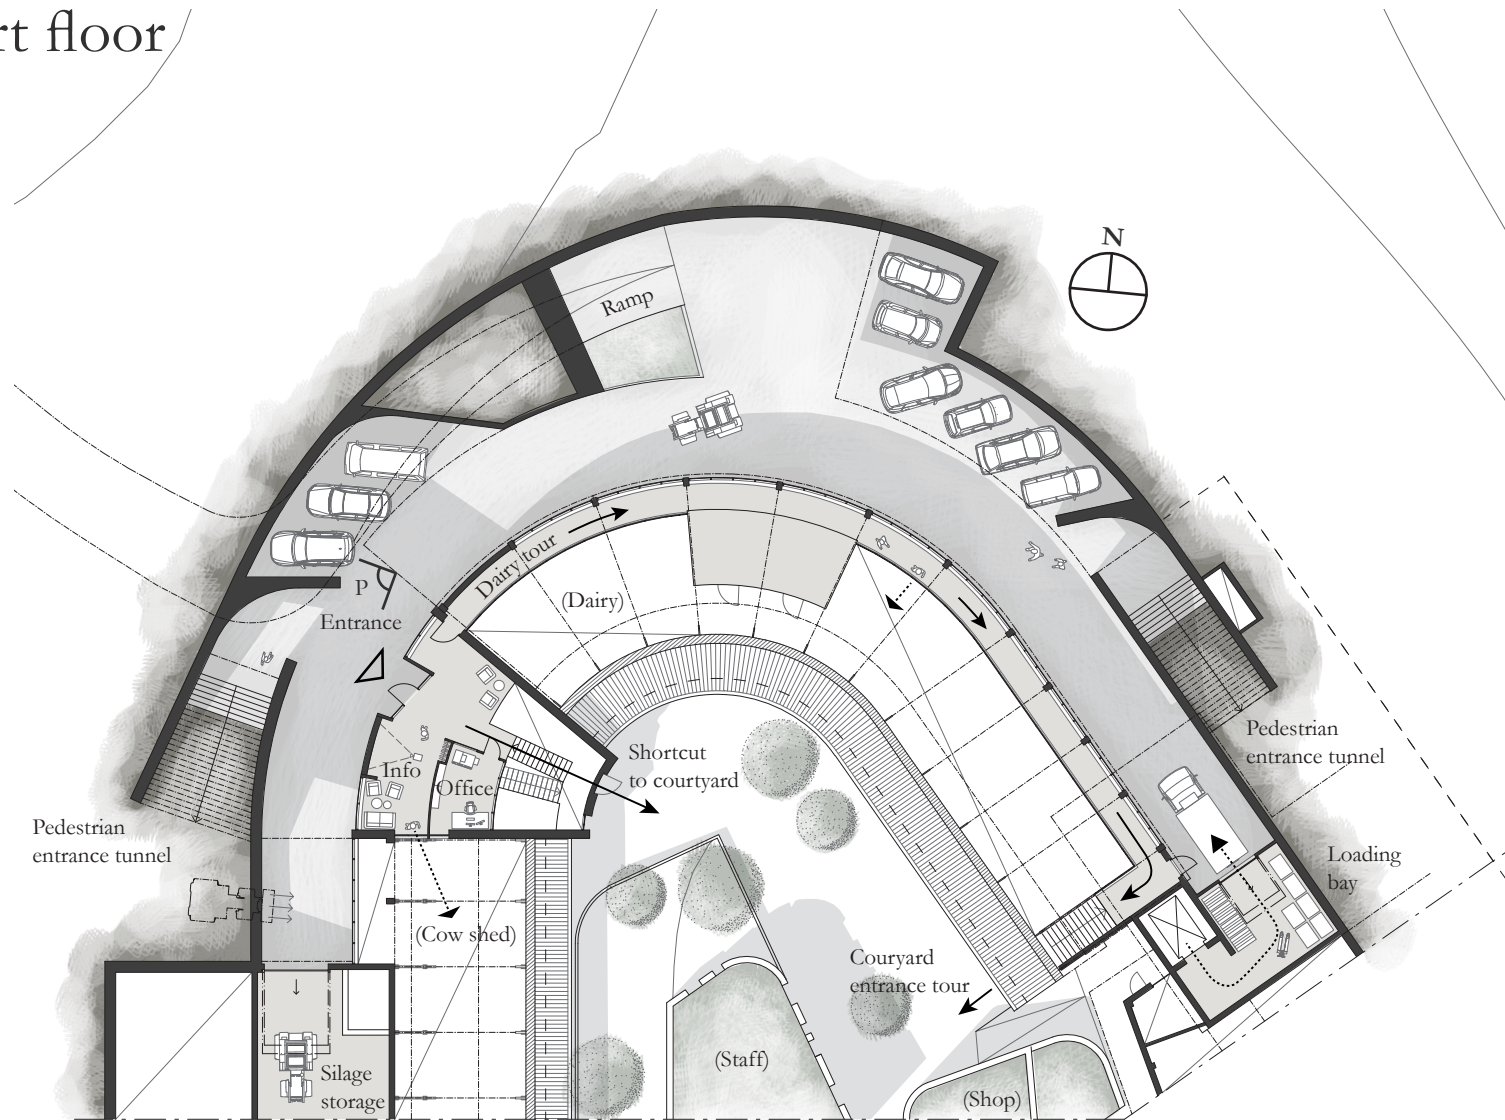 rt floor
N
Ramp
Dairy tour
(Dairy)
P
Entrance
Shortcut
to courtyard
Info
Office
Pedestrian
entrance tunnel
Pedestrian
entrance tunnel
Loading
bay
(Cow shed)
Couryard
entrance tour
(Staff)
Silage
storage
(Shop)